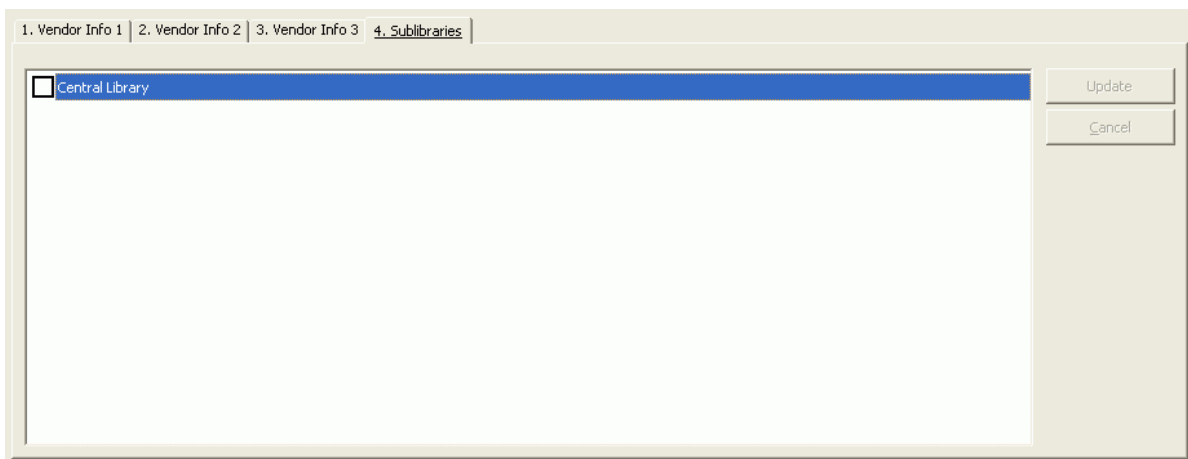 1. Vendor Info 1 2. Vendor Info 2 3. Vendor Info 3 4. Sublibraries
Central Library
Update
Cancel